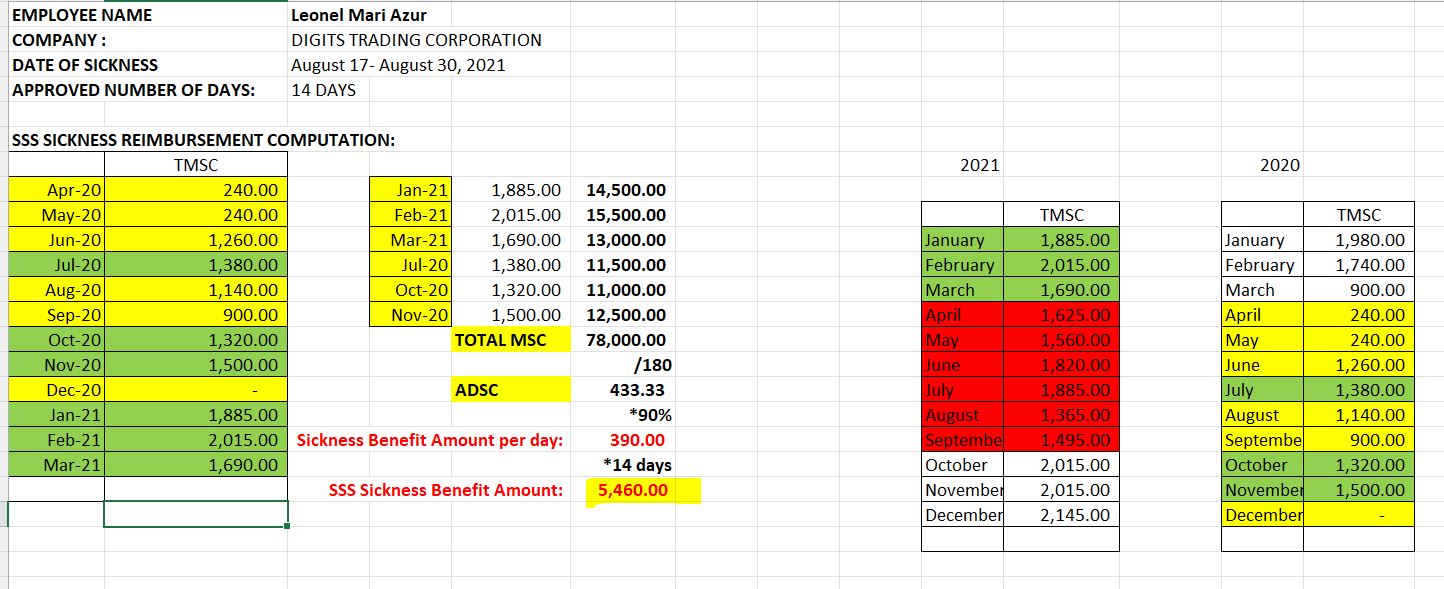 EMPLOYEE NAME Leonel Mari Azur
COMPANY : DIGITS TRADING CORPORATION
DATE OF SICKNESS August 17- August 30, 2021
APPROVED NUMBER OF DAYS: 14 DAYS
SSS SICKNESS REIMBURSEMENT COMPUTATION:
TMSC
Apr-20 240.00
May-20 240.00
Jun-20 1,260.00
Jul-20 1,380.00
Aug-20 1,140.00
Sep-20 900.00
Oct-20 1,320.00
Nov-20 1,500.00
Dec-20 -
Jan-21 1,885.00
Feb-21 2,015.00
Mar-21 1,690.00
Jan-21 1,885.00 14,500.00
Feb-21 2,015.00 15,500.00
Mar-21 1,690.00 13,000.00
Jul-20 1,380.00 11,500.00
Oct-20 1,320.00 11,000.00
Nov-20 1,500.00 12,500.00
TOTAL MSC 78,000.00
/180
ADSC 433.33
*90%
Sickness Benefit Amount per day: 390.00
*14 days
SSS Sickness Benefit Amount: 5,460.00
2021
TMSC
January 1,885.00
February 2,015.00
March 1,690.00
April 1,625.00
May 1,560.00
June 1,820.00
July 1,885.00
August 1,365.00
Septembe 1,495.00
October 2,015.00
November 2,015.00
December 2,145.00
2020
TMSC
January 1,980.00
February 1,740.00
March 900.00
April 240.00
May 240.00
June 1,260.00
July 1,380.00
August 1,140.00
Septembe 900.00
October 1,320.00
November 1,500.00
December -